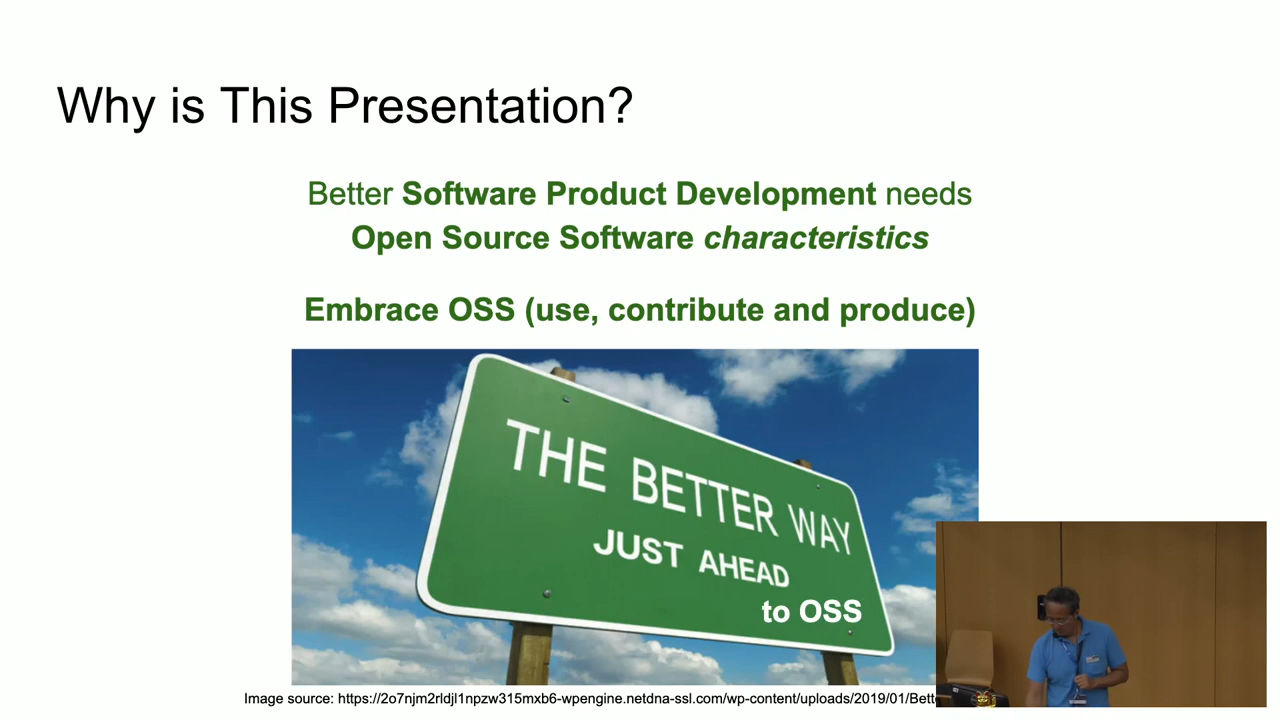 Why is This Presentation?
Better Software Product Development needs
Open Source Software characteristics
Embrace OSS (use, contribute and produce)
THE BETTER WAY
JUST AHEAD
to OSS
Image source: https://2o7njm2rldjl1npzw315mxb6-wpengine.netdna-ssl.com/wp-content/uploads/2019/01/Bette